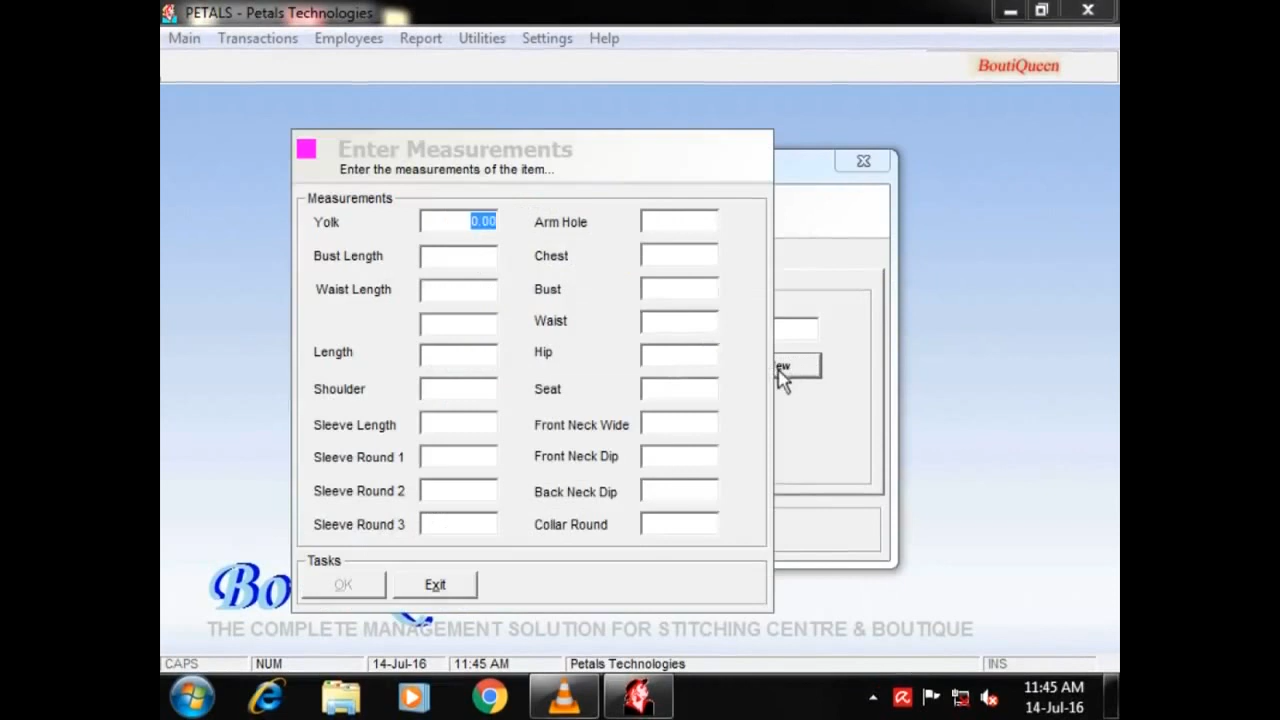 PETALS - Petals Technologies
Main Transactions Employees Report Utilities Settings Help
BoutiQueen
Enter Measurements
Enter the measurements of the item...
Measurements
Yolk 0.00 Arm Hole
Bust Length Chest
Waist Length Bust
Waist
Length Hip
Shoulder Seat
Sleeve Length Front Neck Wide
Sleeve Round 1 Front Neck Dip
Sleeve Round 2 Back Neck Dip
Sleeve Round 3 Collar Round
Tasks
OK Exit
THE COMPLETE MANAGEMENT SOLUTION FOR STITCHING CENTRE & BOUTIQUE
CAPS NUM 14-Jul-16 11:45 AM Petals Technologies INS
11:45 AM
14-Jul-16